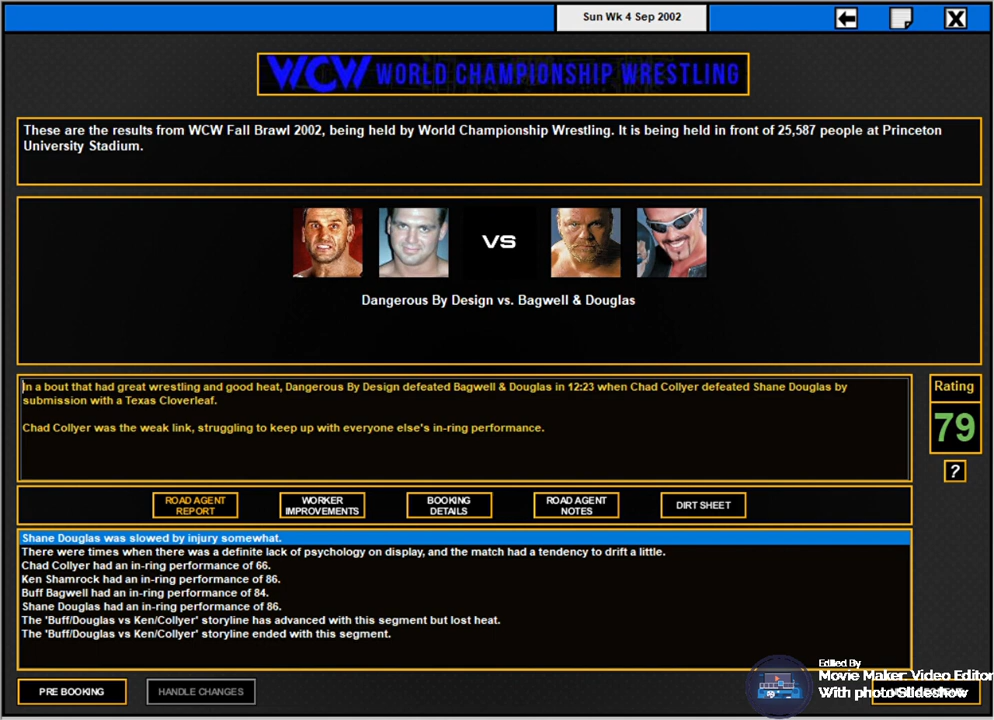 Sun Wk 4 Sep 2002
WCW WORLD CHAMPIONSHIP WRESTLING
These are the results from WCW Fall Brawl 2002, being held by World Championship Wrestling. It is being held in front of 25,587 people at Princeton
University Stadium.
VS
Dangerous By Design vs. Bagwell & Douglas
In a bout that had great wrestling and good heat, Dangerous By Design defeated Bagwell & Douglas in 12:23 when Chad Collyer defeated Shane Douglas by
submission with a Texas Cloverleaf.
Chad Collyer was the weak link, struggling to keep up with everyone else's in-ring performance.
Rating
79
?
ROAD AGENT
REPORT
WORKER
IMPROVEMENTS
BOOKING
DETAILS
ROAD AGENT
NOTES
DIRT SHEET
Shane Douglas was slowed by injury somewhat.
There were times when there was a definite lack of psychology on display, and the match had a tendency to drift a little.
Chad Collyer had an in-ring performance of 66.
Ken Shamrock had an in-ring performance of 86.
Buff Bagwell had an in-ring performance of 84.
Shane Douglas had an in-ring performance of 86.
The 'Buff/Douglas vs Ken/Collyer' storyline has advanced with this segment but lost heat.
The 'Buff/Douglas vs Ken/Collyer' storyline ended with this segment.
PRE BOOKING
HANDLE CHANGES
Edited By
Movie Maker: Video Editor
With photo Slideshow